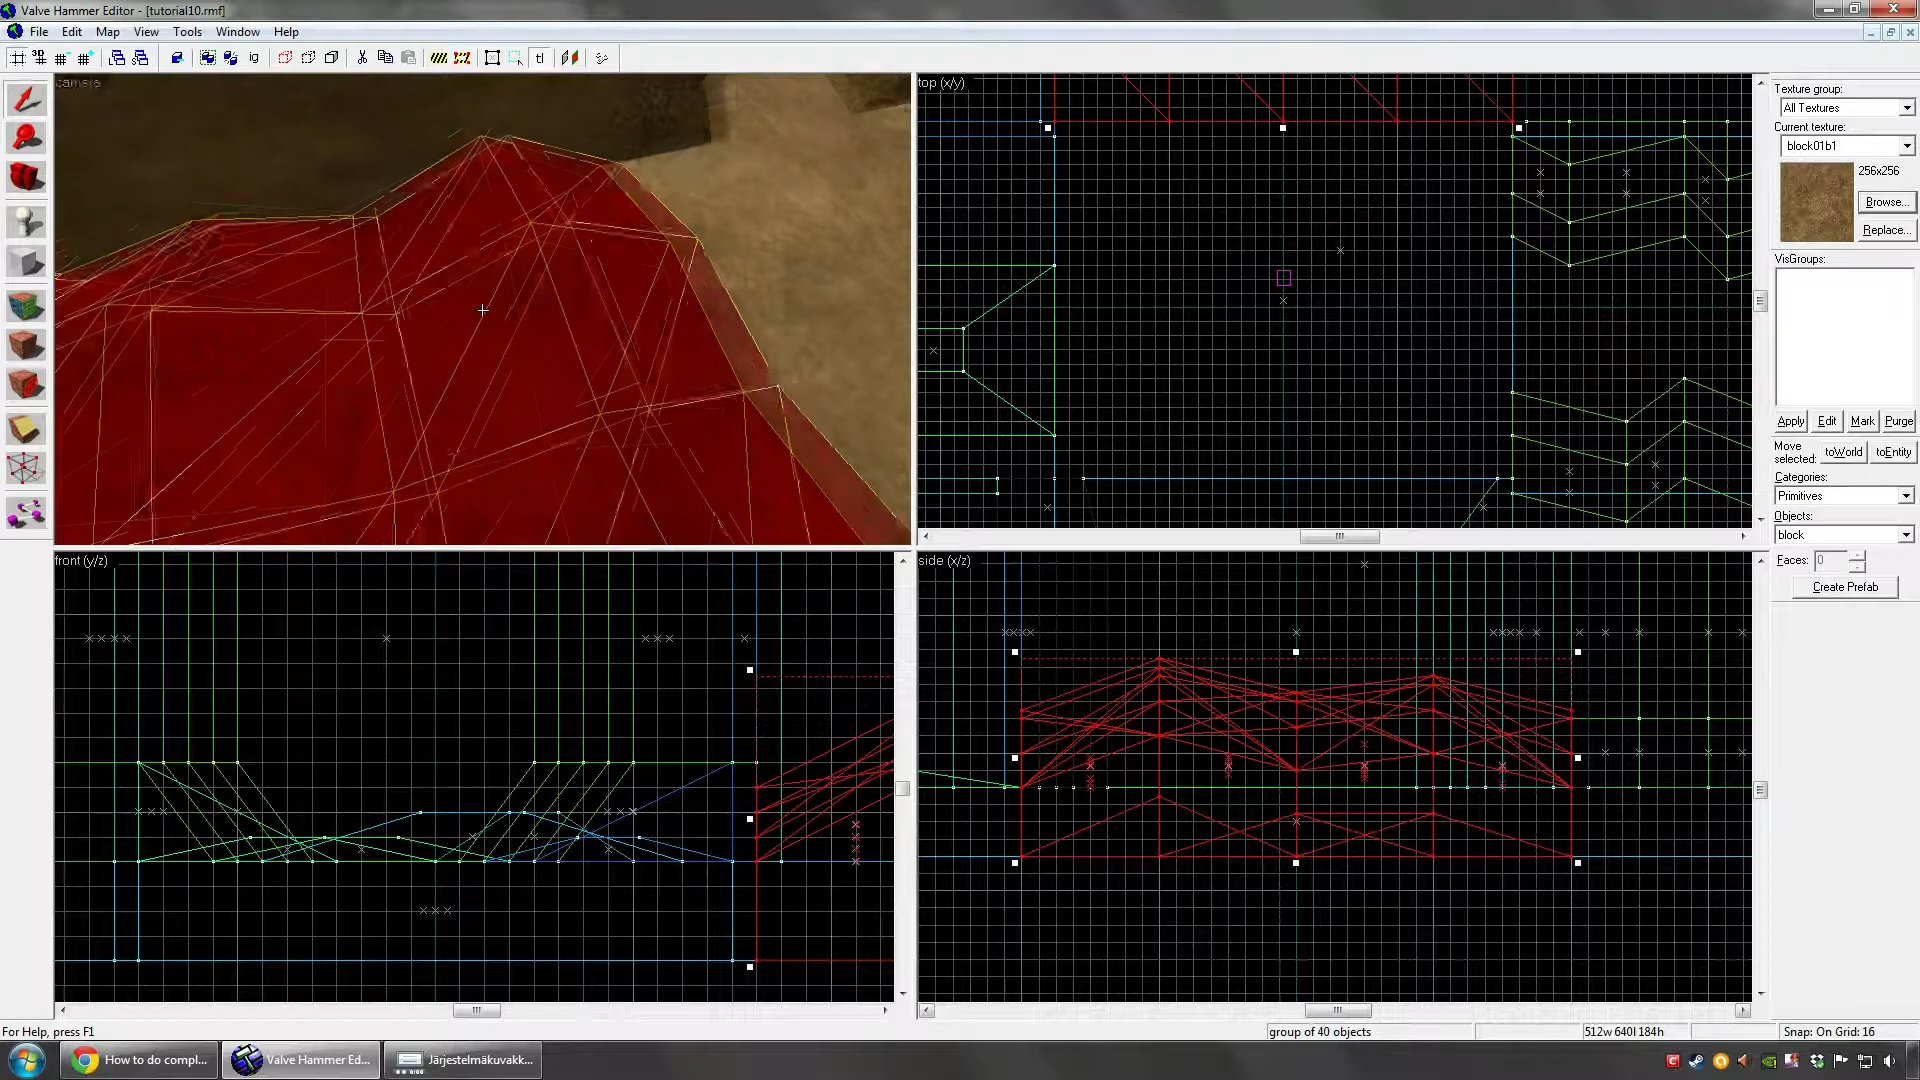 Valve Hammer Editor - [tutorial10.rmf]
File Edit Map View Tools Window Help
3D
ig
tl
camera
top (x/y)
front (y/z)
side (x/z)
Texture group:
All Textures
Current texture:
block01b1
256x256
Browse...
Replace...
VisGroups:
Apply Edit Mark Purge
Move selected:
toWorld toEntity
Categories:
Primitives
Objects:
block
Faces: 0
Create Prefab
For Help, press F1
group of 40 objects
512w 640l 184h
Snap: On Grid: 16
How to do compl...
Valve Hammer Ed...
Järjestelmäkuvakk...